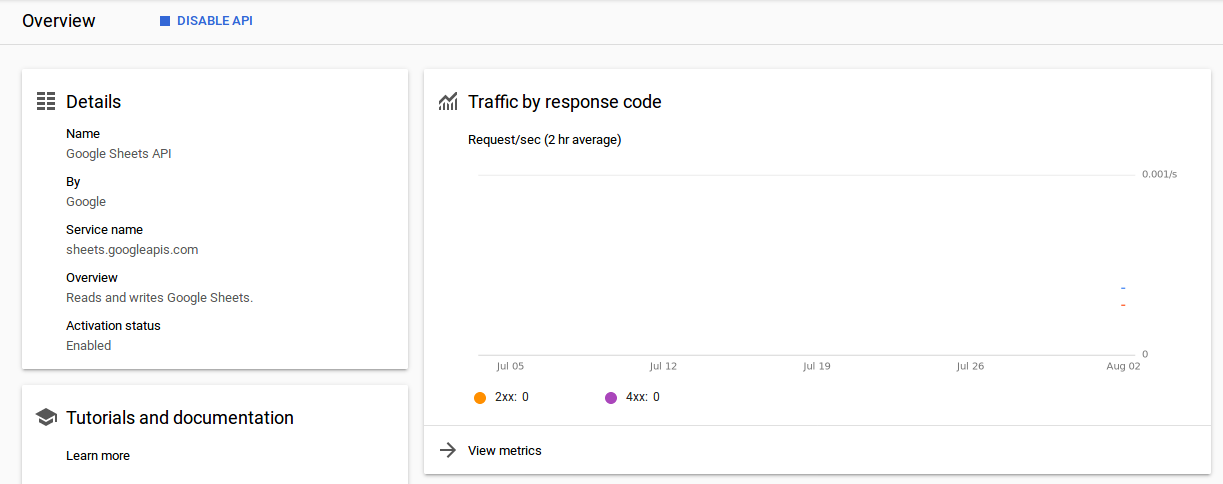 Overview
DISABLE API
Details
Name
Google Sheets API
By
Google
Service name
sheets.googleapis.com
Overview
Reads and writes Google Sheets.
Activation status
Enabled
Tutorials and documentation
Learn more
Traffic by response code
Request/sec (2 hr average)
0.001/s
0
Jul 05 Jul 12 Jul 19 Jul 26 Aug 02
2xx: 0 4xx: 0
View metrics